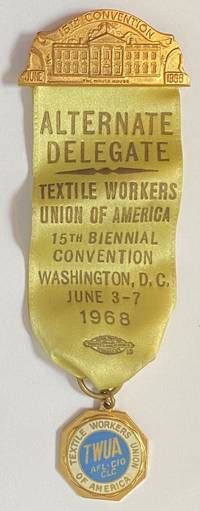 15TH CONVENTION
JUNE 1968
THE WHITE HOUSE
ALTERNATE
DELEGATE
TEXTILE WORKERS
UNION OF AMERICA
15TH BIENNIAL
CONVENTION
WASHINGTON, D.C.
JUNE 3-7
1968
TEXTILE WORKERS UNION
TWUA
AFL-CIO
CLC
OF AMERICA